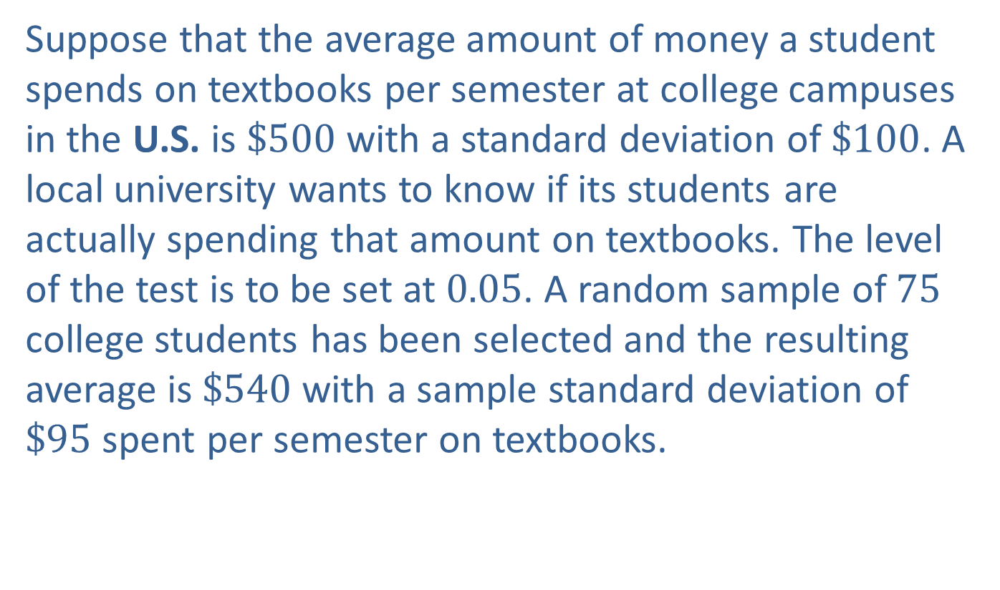 Suppose that the average amount of money a student
spends on textbooks per semester at college campuses
in the U.S. is $500 with a standard deviation of $100. A
local university wants to know if its students are
actually spending that amount on textbooks. The level
of the test is to be set at 0.05. A random sample of 75
college students has been selected and the resulting
average is $540 with a sample standard deviation of
$95 spent per semester on textbooks.